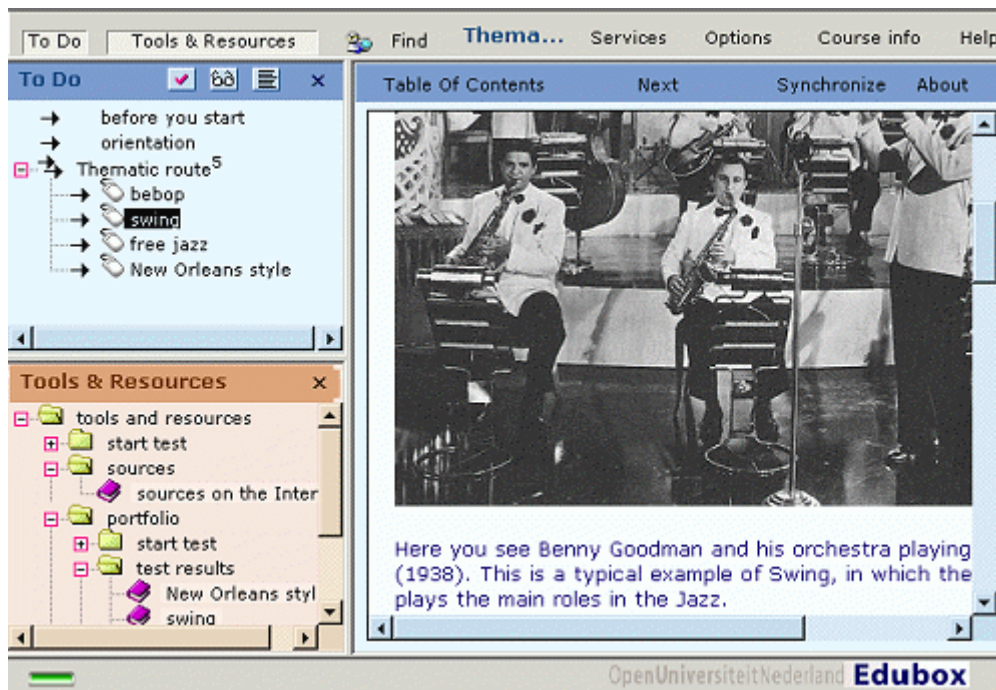 To Do Tools & Resources Find Thema... Services Options Course info Help
To Do
before you start
orientation
Thematic route5
bebop
swing
free jazz
New Orleans style
Tools & Resources
tools and resources
start test
sources
sources on the Inter
portfolio
start test
test results
New Orleans styl
swing
Table Of Contents Next Synchronize About
Here you see Benny Goodman and his orchestra playing
(1938). This is a typical example of Swing, in which the
plays the main roles in the Jazz.
OpenUniversiteitNederland Edubox